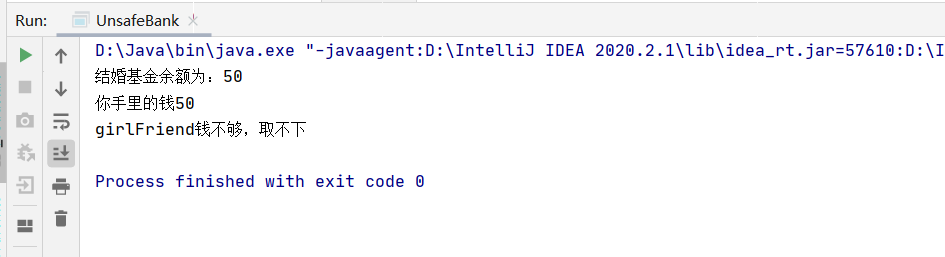 Run: UnsafeBank
D:\Java\bin\java.exe "-javaagent:D:\IntelliJ IDEA 2020.2.1\lib\idea_rt.jar=57610:D:\I
结婚基金余额为：50
你手里的钱50
girlFriend钱不够，取不下
Process finished with exit code 0